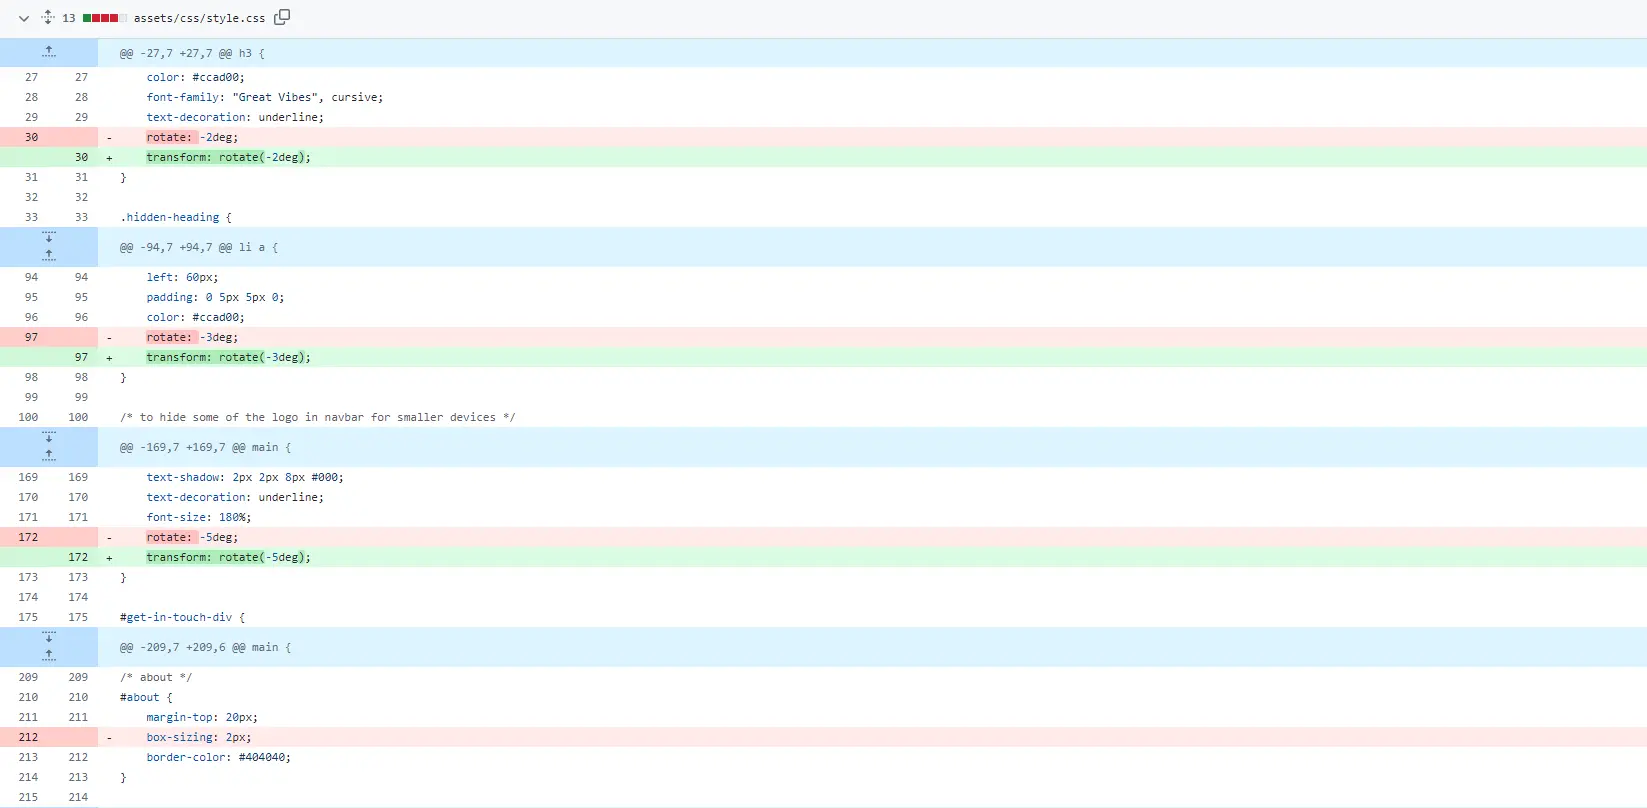 13 assets/css/style.css
@@ -27,7 +27,7 @@ h3 {
27 27 color: #ccad00;
28 28 font-family: "Great Vibes", cursive;
29 29 text-decoration: underline;
30 - rotate: -2deg;
30 + transform: rotate(-2deg);
31 31 }
32 32
33 33 .hidden-heading {
@@ -94,7 +94,7 @@ li a {
94 94 left: 60px;
95 95 padding: 0 5px 5px 0;
96 96 color: #ccad00;
97 - rotate: -3deg;
97 + transform: rotate(-3deg);
98 98 }
99 99
100 100 /* to hide some of the logo in navbar for smaller devices */
@@ -169,7 +169,7 @@ main {
169 169 text-shadow: 2px 2px 8px #000;
170 170 text-decoration: underline;
171 171 font-size: 180%;
172 - rotate: -5deg;
172 + transform: rotate(-5deg);
173 173 }
174 174
175 175 #get-in-touch-div {
@@ -209,7 +209,6 @@ main {
209 209 /* about */
210 210 #about {
211 211 margin-top: 20px;
212 - box-sizing: 2px;
213 212 border-color: #404040;
214 213 }
215 214